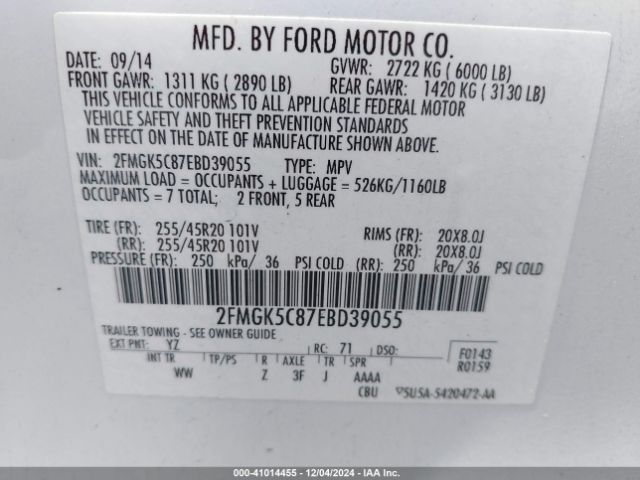 MFD. BY FORD MOTOR CO.
DATE: 09/14 GVWR: 2722 KG ( 6000 LB)
FRONT GAWR: 1311 KG ( 2890 LB) REAR GAWR: 1420 KG ( 3130 LB)
THIS VEHICLE CONFORMS TO ALL APPLICABLE FEDERAL MOTOR
VEHICLE SAFETY AND THEFT PREVENTION STANDARDS
IN EFFECT ON THE DATE OF MANUFACTURE SHOWN ABOVE.
VIN: 2FMGK5C87EBD39055 TYPE: MPV
MAXIMUM LOAD = OCCUPANTS + LUGGAGE = 526KG/1160LB
OCCUPANTS = 7 TOTAL; 2 FRONT, 5 REAR
TIRE (FR): 255/45R20 101V RIMS (FR): 20X8.0J
(RR): 255/45R20 101V (RR): 20X8.0J
PRESSURE (FR): 250 kPa/ 36 PSI COLD (RR): 250 kPa/ 36 PSI COLD
2FMGK5C87EBD39055
TRAILER TOWING - SEE OWNER GUIDE
EXT PNT: YZ RC: 71 DSO: F0143
INT TR TP/PS R AXLE TR SPR R0159
WW Z 3F J AAAA
CBU 5U5A-5420472-AA
000-41014455 - 12/04/2024 - IAAI.COM